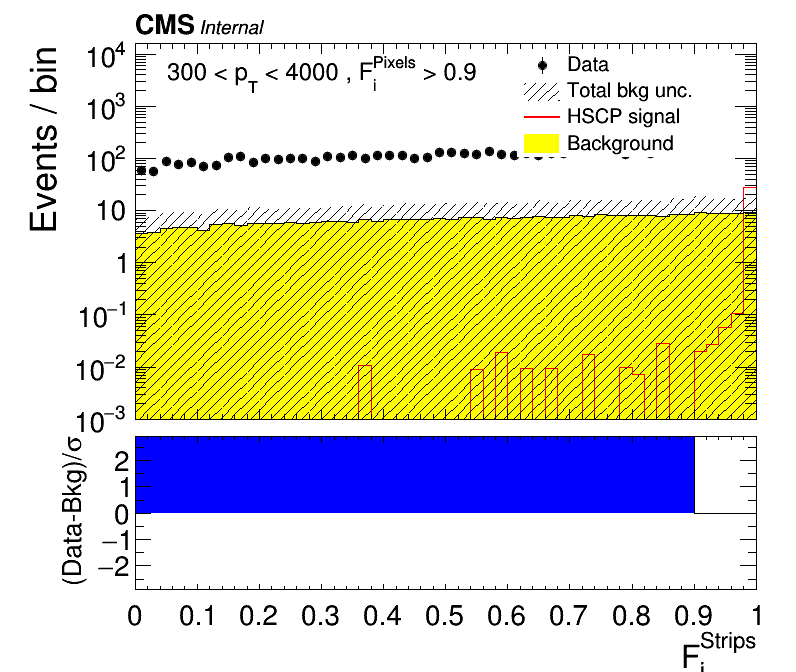 CMS Internal
Events / bin
300 < p_T < 4000 , F_i^Pixels > 0.9
Data
Total bkg unc.
HSCP signal
Background
10^4
10^3
10^2
10
1
10^−1
10^−2
10^−3
(Data-Bkg)/σ
2
1
0
−1
−2
0 0.1 0.2 0.3 0.4 0.5 0.6 0.7 0.8 0.9 1
F_i^Strips